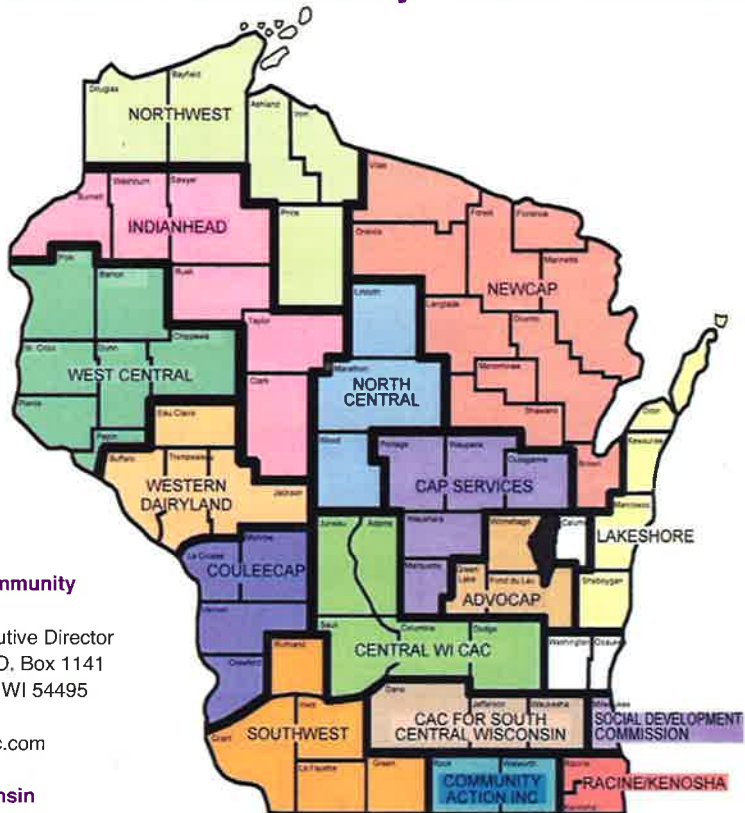 Douglas
Bayfield
NORTHWEST
Ashland
Iron
Vilas
Burnett
Washburn
Sawyer
INDIANHEAD
Price
Oneida
Forest
Florence
Marinette
NEWCAP
Polk
Barron
Rusk
Lincoln
Langlade
Oconto
Taylor
Chippewa
St. Croix
Dunn
WEST CENTRAL
Marathon
NORTH
CENTRAL
Menominee
Clark
Pierce
Pepin
Eau Claire
Shawano
Door
Kewaunee
Wood
Portage
Waupaca
Outagamie
Brown
CAP SERVICES
Buffalo
Trempealeau
WESTERN
DAIRYLAND
Jackson
Manitowoc
LAKESHORE
Juneau
Adams
Waushara
Winnebago
Calumet
La Crosse
Monroe
COULEECAP
Marquette
Green
Lake
Fond du Lac
ADVOCAP
Sheboygan
mmunity
Vernon
utive Director
O. Box 1141
WI 54495
Crawford
Richland
Sauk
Columbia
Dodge
CENTRAL WI CAC
Washington
Ozaukee
c.com
Grant
Iowa
SOUTHWEST
Dane
Jefferson
Waukesha
CAC FOR SOUTH
CENTRAL WISCONSIN
Milwaukee
SOCIAL DEVELOPMENT
COMMISSION
La Fayette
Green
Rock
Walworth
COMMUNITY
ACTION INC
Racine
RACINE/KENOSHA
Kenosha
nsin